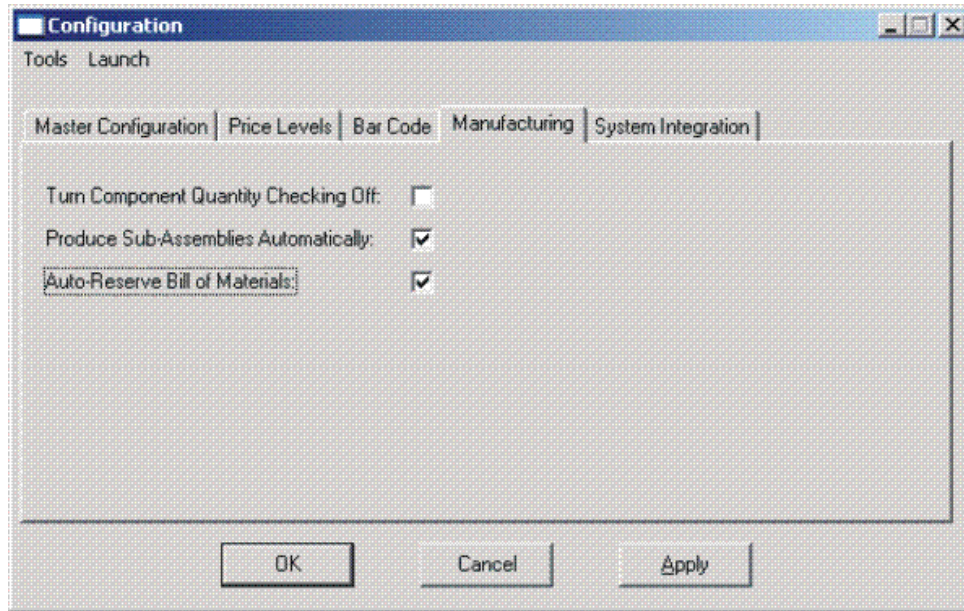 Configuration
Tools Launch
Master Configuration Price Levels Bar Code Manufacturing System Integration
Turn Component Quantity Checking Off:
Produce Sub-Assemblies Automatically:
Auto-Reserve Bill of Materials:
OK Cancel Apply